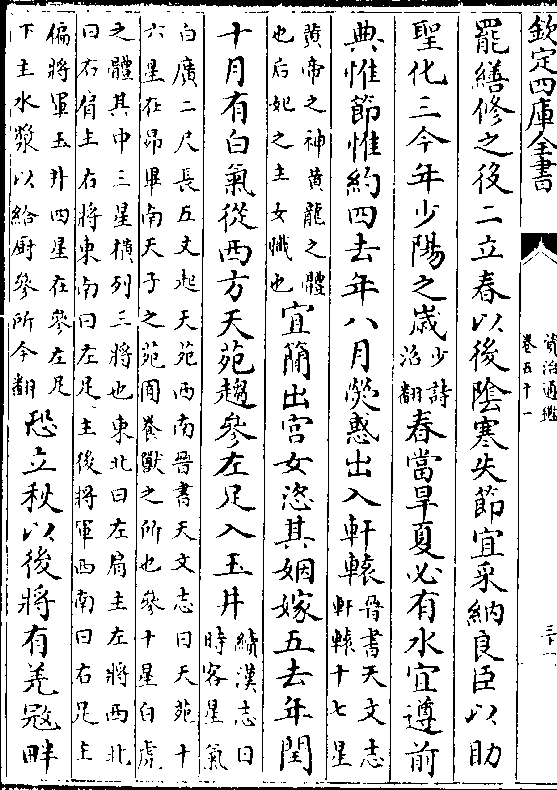 欽定四庫全書
資治通鑑
卷五十一
罷繕修之役二立春以後陰寒失節宜采納良臣以助
聖化三今年少陽之歲少詩沼翻春當旱夏必有水宜遵前
典惟節惟約四去年八月熒惑出入軒轅晉書天文志軒轅十七星
黄帝之神黄龍之體也后妃之主女職也宜簡出宫女恣其姻嫁五去年閏
十月有白氣從西方天苑趨參左足入玉井續漢志曰時客星氣
白廣二尺長五丈起天苑西南晉書天文志曰天苑十
六星在昴畢南天子之苑囿養獸之所也參十星白虎
之體其中三星横列三將也東北曰左肩主左將西北
曰右肩主右將東南曰左足主後將軍西南曰右足主
偏將軍玉井四星在參左足下主水漿以給厨參所今翻恐立秋以後將有羌寇畔